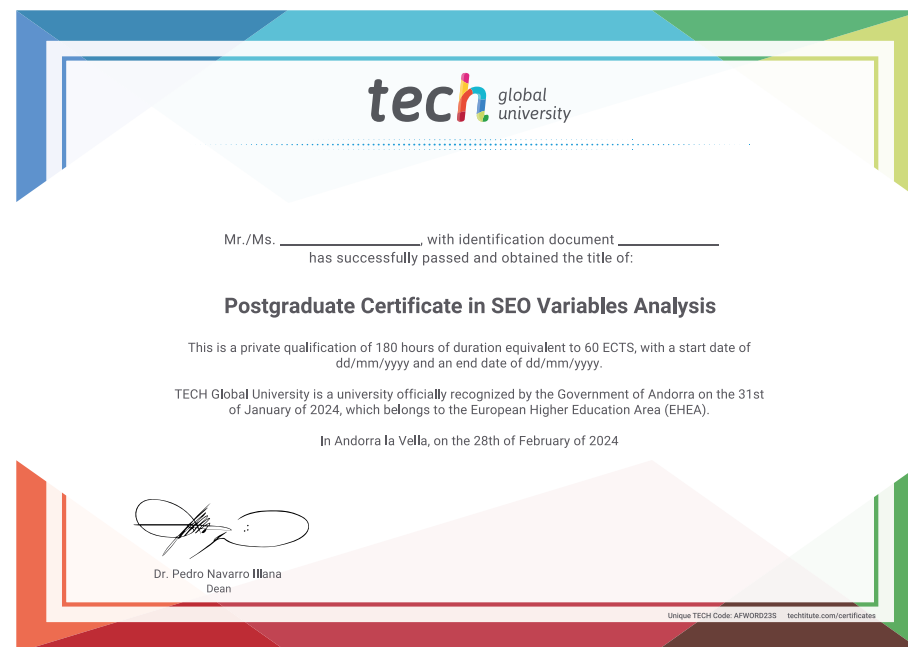 tech global university
Mr./Ms. ____________________, with identification document ______________
has successfully passed and obtained the title of:
Postgraduate Certificate in SEO Variables Analysis
This is a private qualification of 180 hours of duration equivalent to 60 ECTS, with a start date of
dd/mm/yyyy and an end date of dd/mm/yyyy.
TECH Global University is a university officially recognized by the Government of Andorra on the 31st
of January of 2024, which belongs to the European Higher Education Area (EHEA).
In Andorra la Vella, on the 28th of February of 2024
Dr. Pedro Navarro Illana
Dean
Unique TECH Code: AFWORD23S techtitute.com/certificates